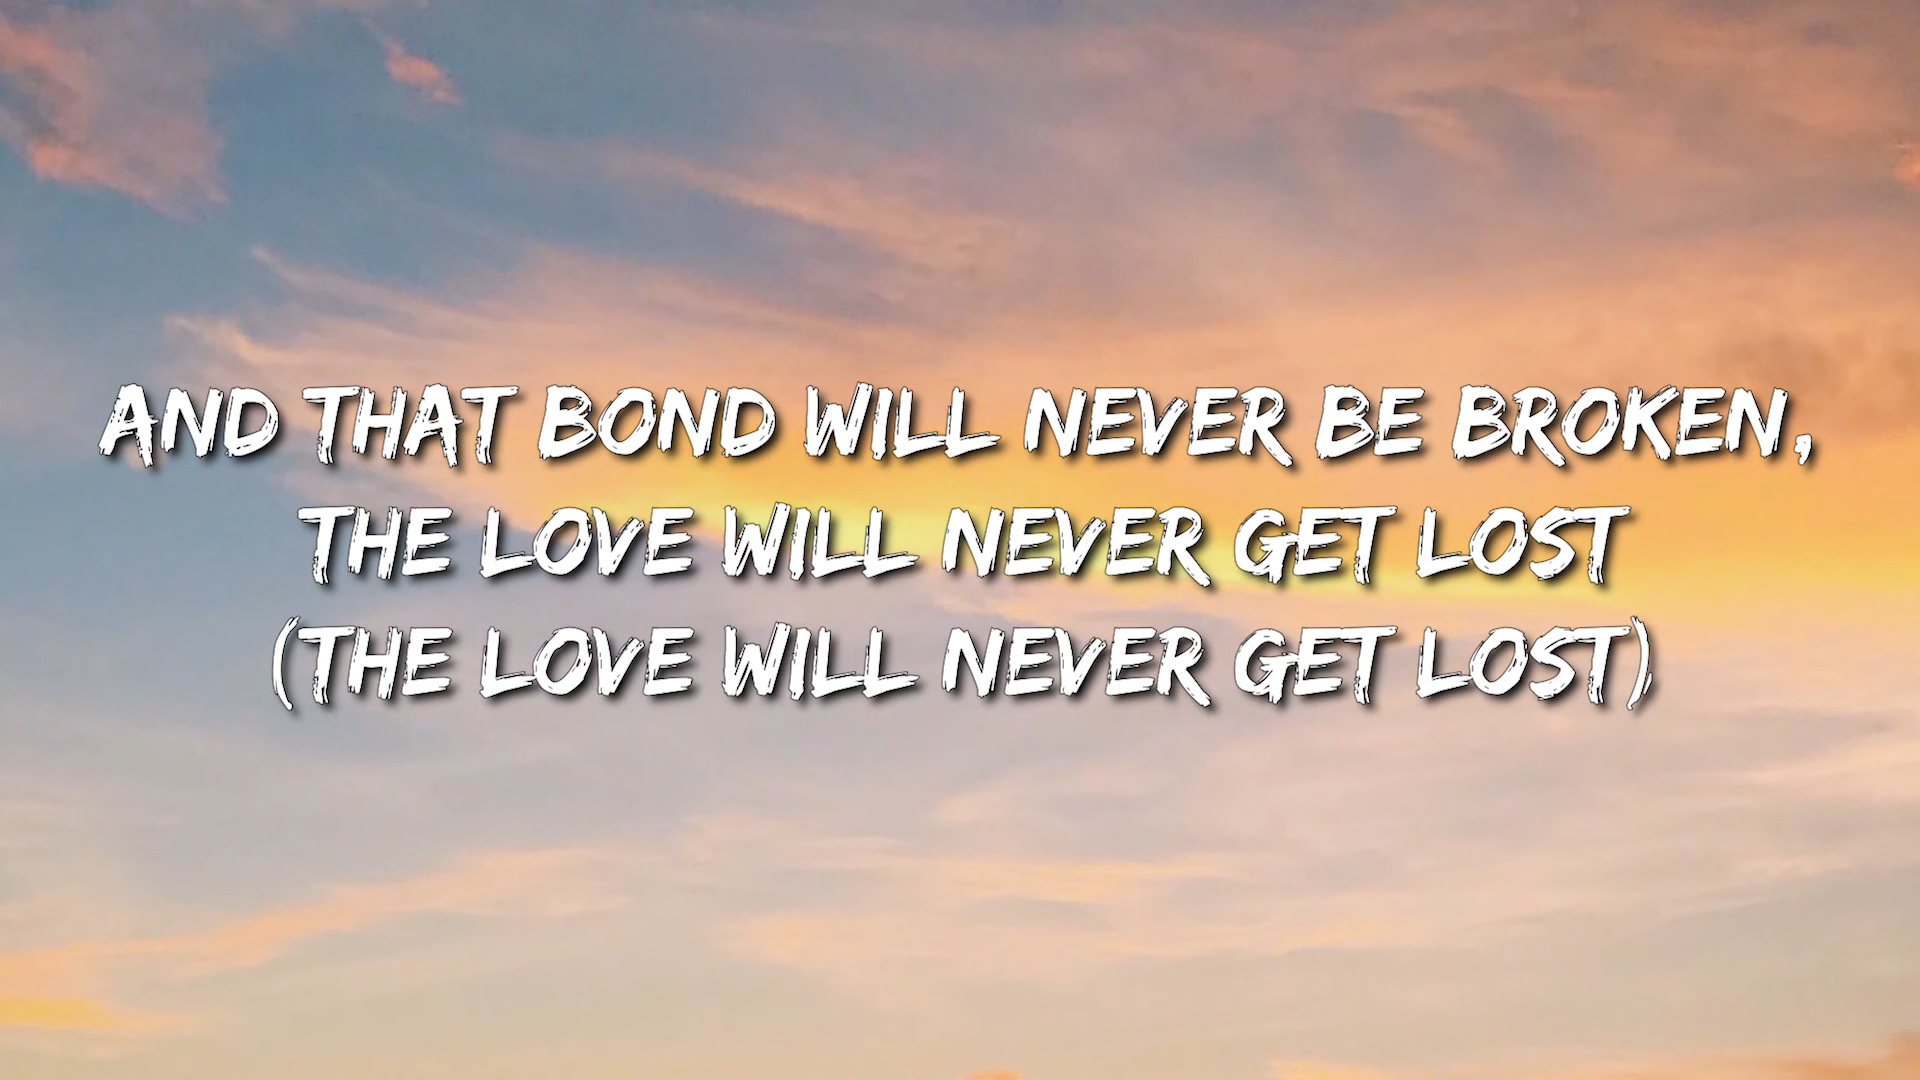 AND THAT BOND WILL NEVER BE BROKEN,
THE LOVE WILL NEVER GET LOST
(THE LOVE WILL NEVER GET LOST)